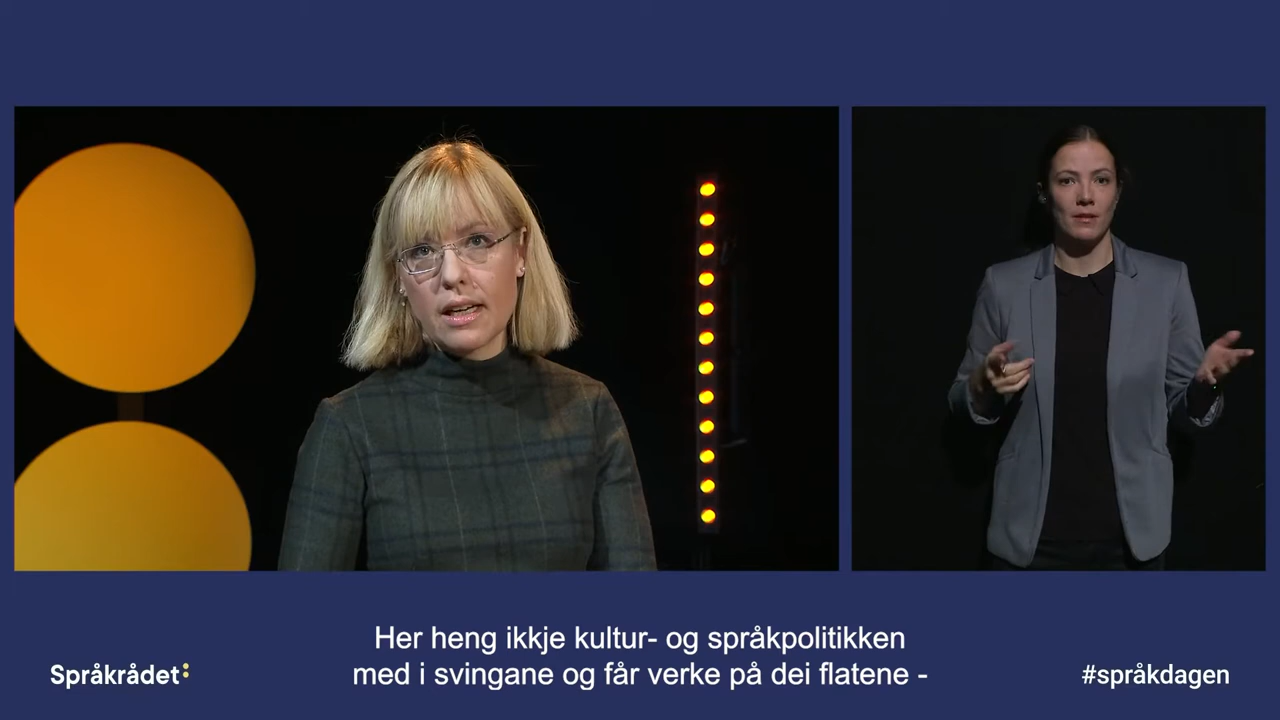 Her heng ikkje kultur- og språkpolitikken
med i svingane og får verke på dei flatene -
Språkrådet:
#språkdagen